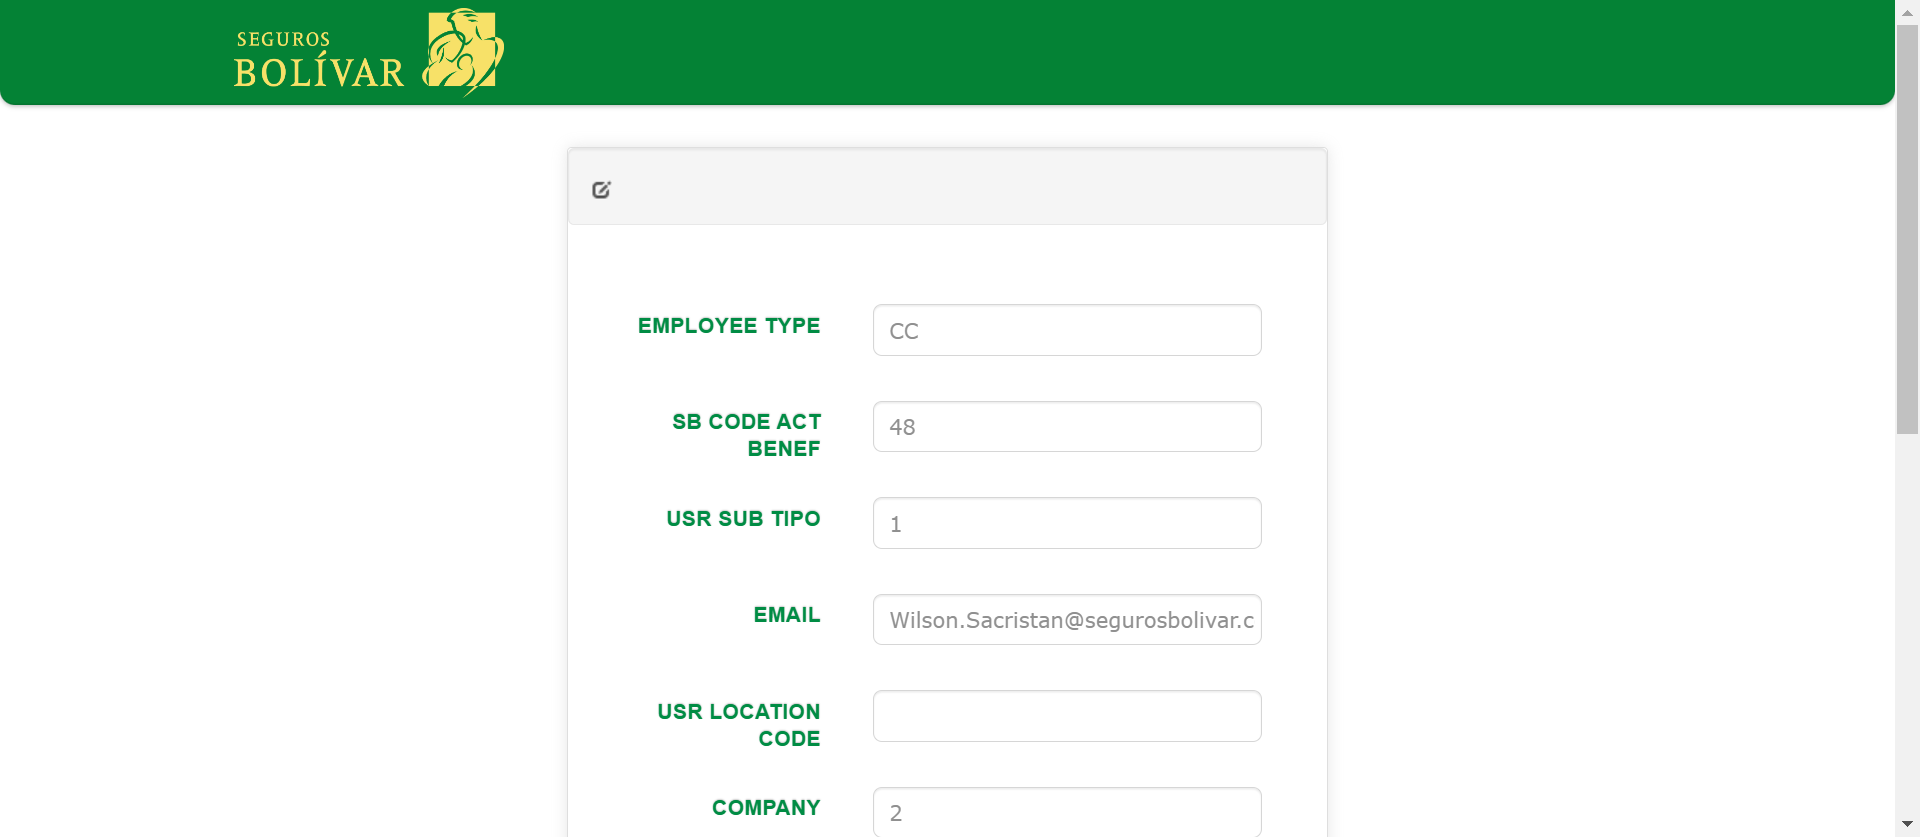 SEGUROS
BOLÍVAR
EMPLOYEE TYPE
CC
SB CODE ACT
BENEF
48
USR SUB TIPO
1
EMAIL
Wilson.Sacristan@segurosbolivar.c
USR LOCATION
CODE
COMPANY
2